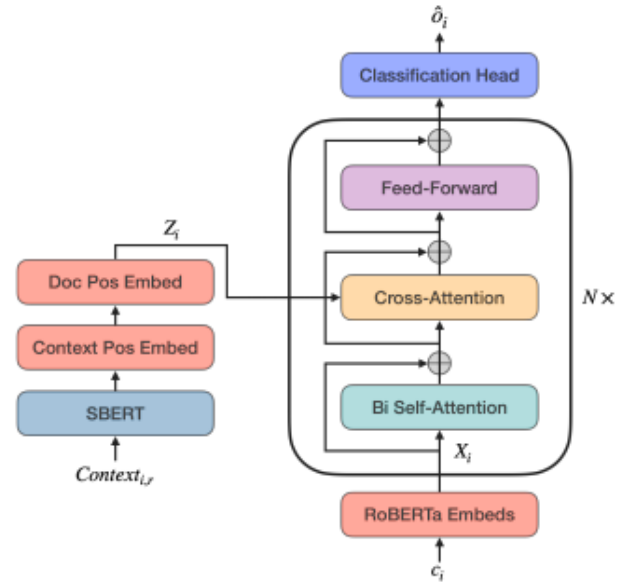 ô_i
Classification Head
Feed-Forward
Z_i
Doc Pos Embed
Cross-Attention
N×
Context Pos Embed
SBERT
Bi Self-Attention
Context_{i,r}
X_i
RoBERTa Embeds
c_i